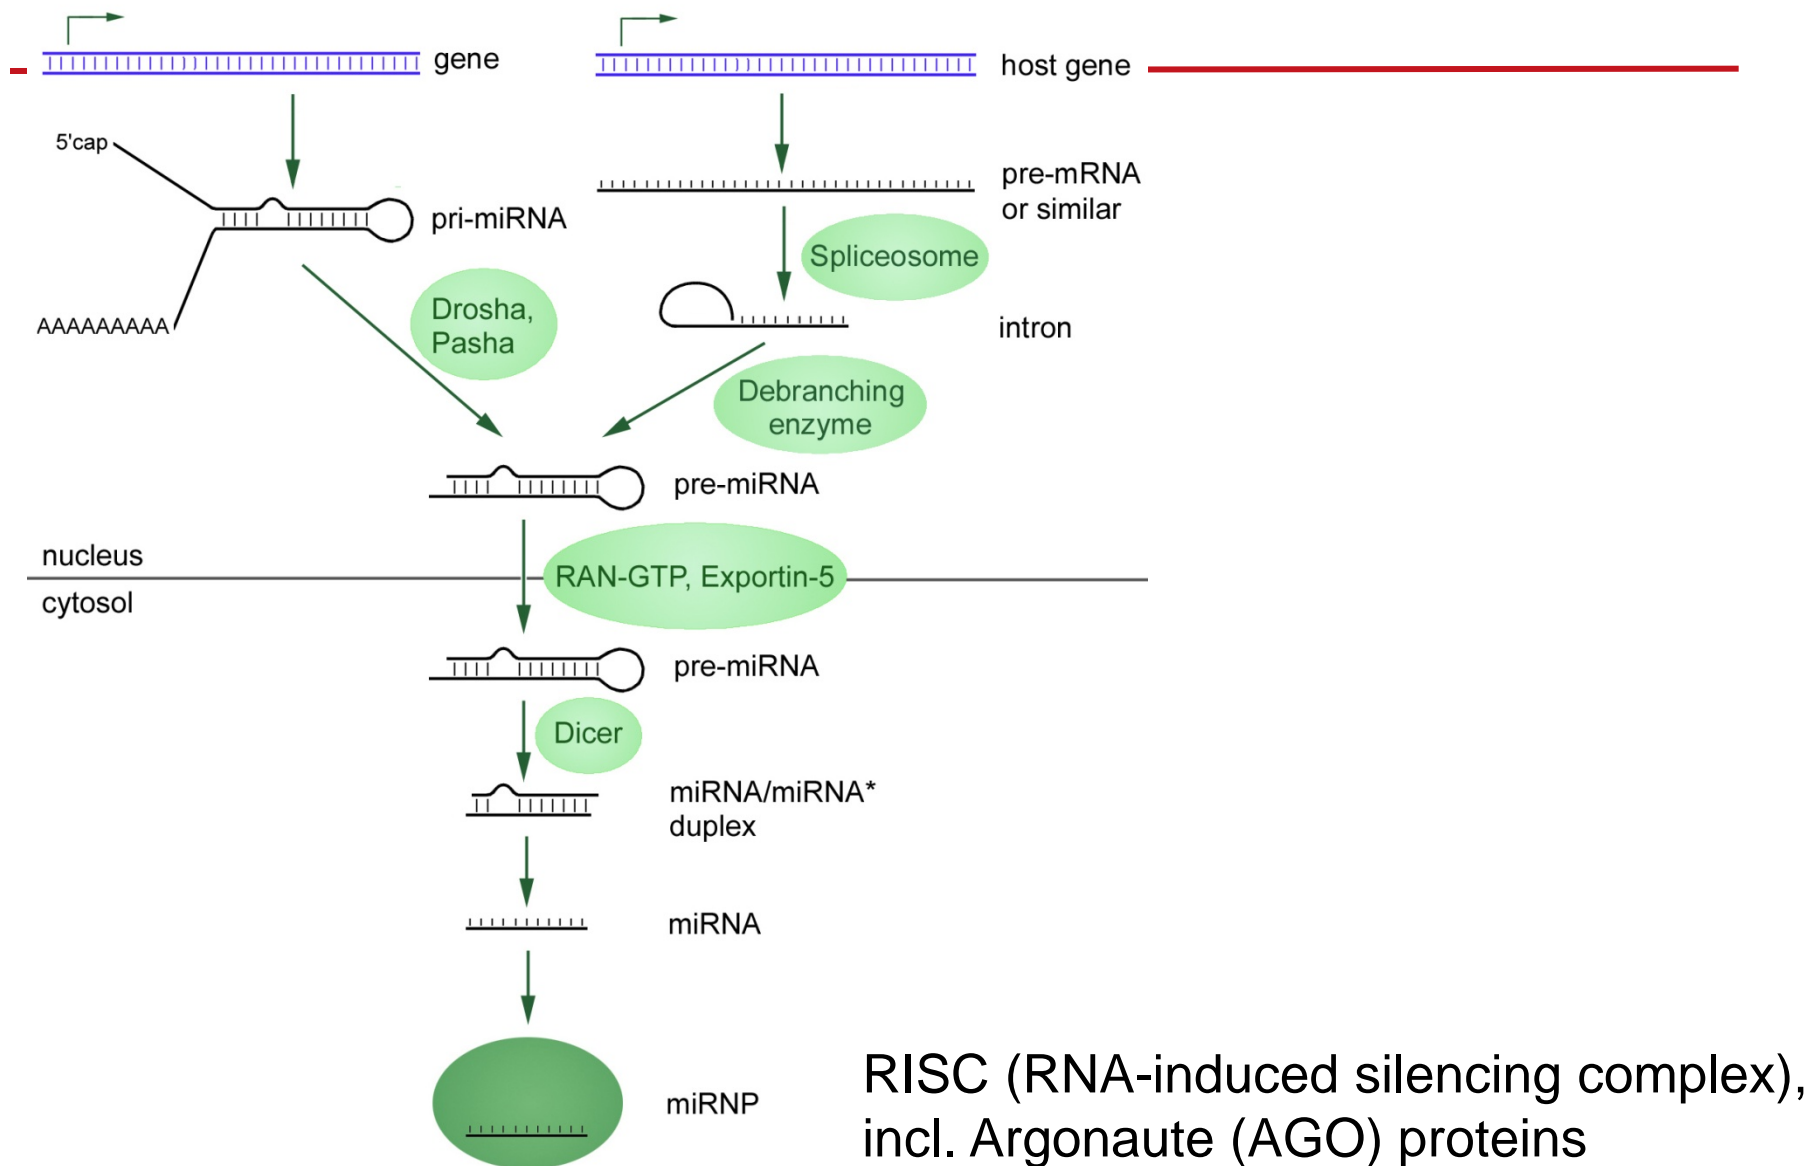 gene
host gene
5'cap
pri-miRNA
AAAAAAAAA
pre-mRNA
or similar
Spliceosome
Drosha,
Pasha
intron
Debranching
enzyme
pre-miRNA
nucleus
RAN-GTP, Exportin-5
cytosol
pre-miRNA
Dicer
miRNA/miRNA*
duplex
miRNA
miRNP
RISC (RNA-induced silencing complex),
incl. Argonaute (AGO) proteins